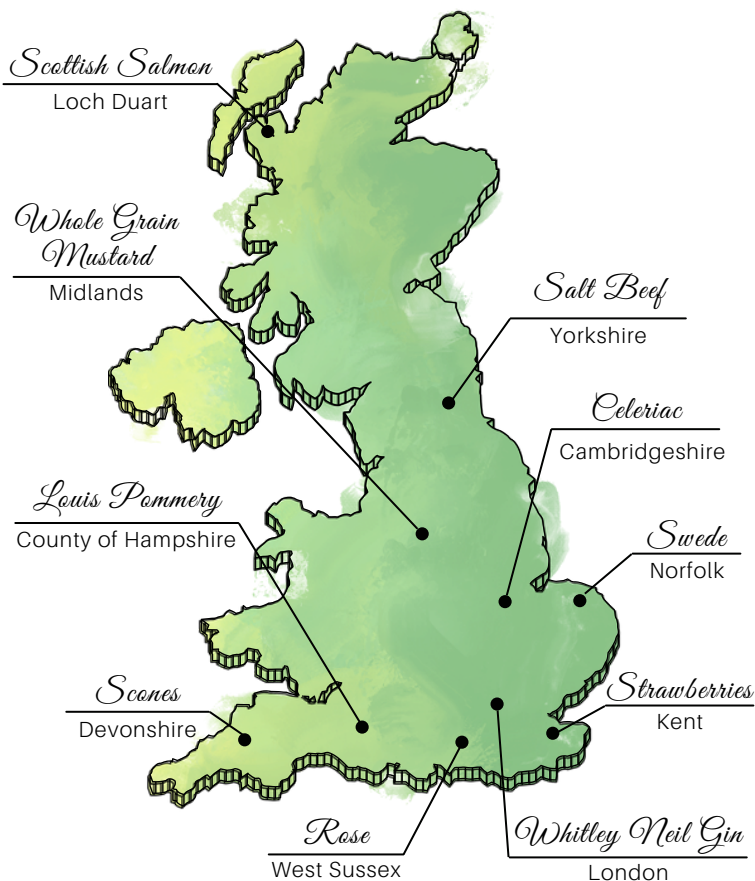 Scottish Salmon
Loch Duart
Whole Grain
Mustard
Midlands
Salt Beef
Yorkshire
Celeriac
Cambridgeshire
Louis Pommery
County of Hampshire
Swede
Norfolk
Scones
Devonshire
Strawberries
Kent
Rose
West Sussex
Whitley Neil Gin
London